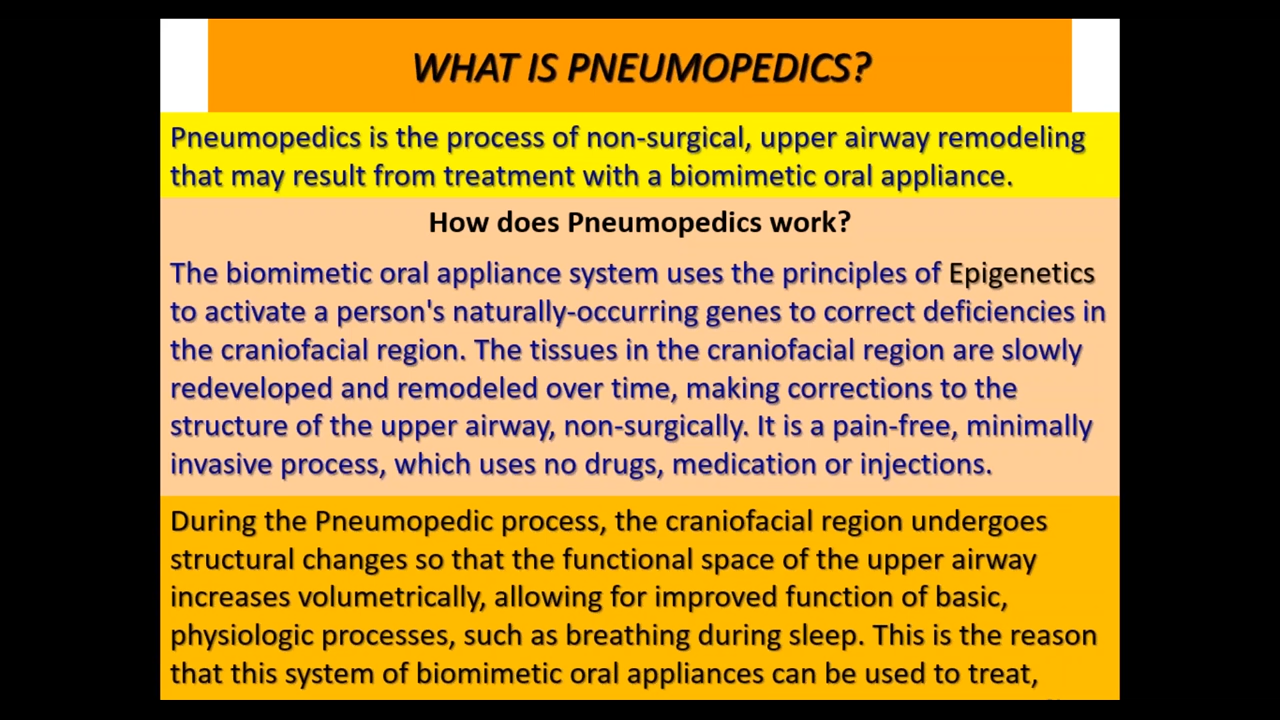 WHAT IS PNEUMOPEDICS?
Pneumopedics is the process of non-surgical, upper airway remodeling
that may result from treatment with a biomimetic oral appliance.
How does Pneumopedics work?
The biomimetic oral appliance system uses the principles of Epigenetics
to activate a person's naturally-occurring genes to correct deficiencies in
the craniofacial region. The tissues in the craniofacial region are slowly
redeveloped and remodeled over time, making corrections to the
structure of the upper airway, non-surgically. It is a pain-free, minimally
invasive process, which uses no drugs, medication or injections.
During the Pneumopedic process, the craniofacial region undergoes
structural changes so that the functional space of the upper airway
increases volumetrically, allowing for improved function of basic,
physiologic processes, such as breathing during sleep. This is the reason
that this system of biomimetic oral appliances can be used to treat,